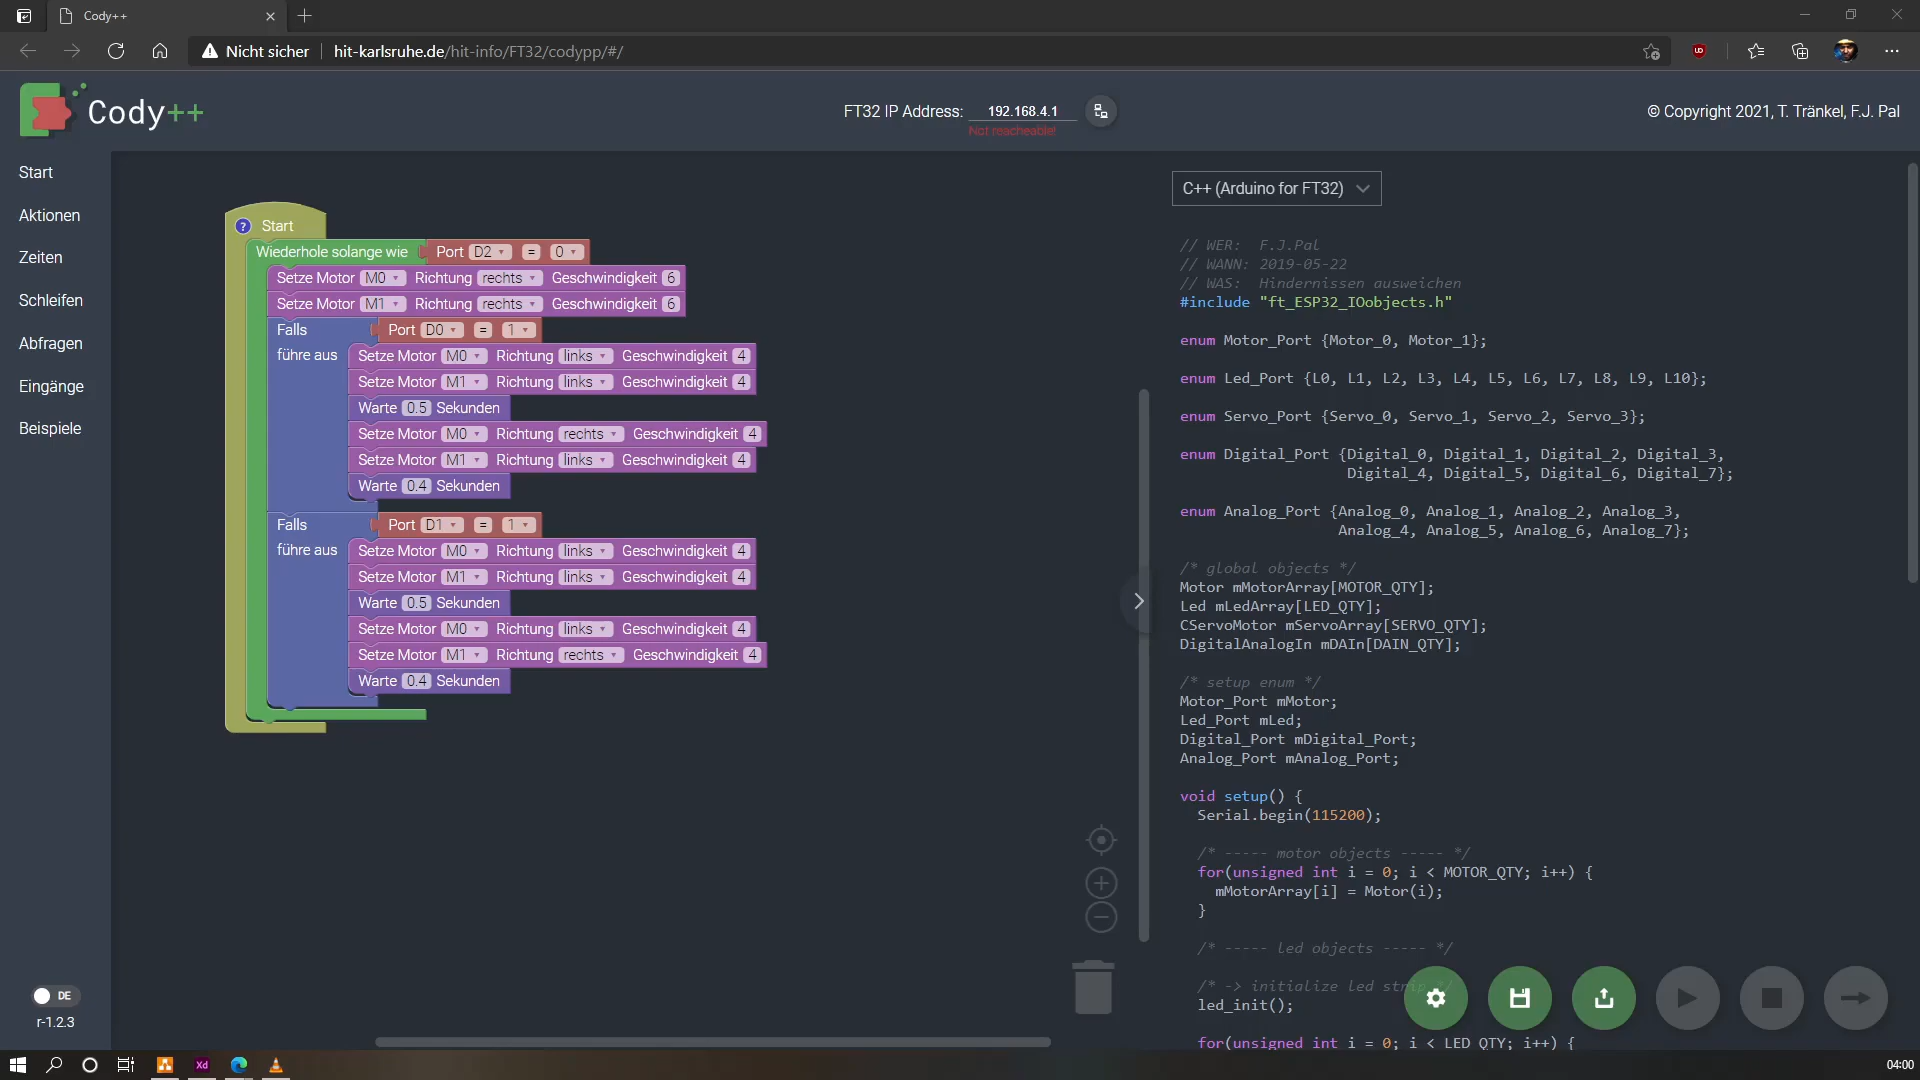 Cody++
Nicht sicher
hit-karlsruhe.de/hit-info/FT32/codypp/#/
Cody++
FT32 IP Address: 192.168.4.1
Not reacheable!
© Copyright 2021, T. Tränkel, F.J. Pal
Start
Aktionen
Zeiten
Schleifen
Abfragen
Eingänge
Beispiele
DE
r-1.2.3
? Start
Wiederhole solange wie Port D2 = 0
Setze Motor M0 Richtung rechts Geschwindigkeit 6
Setze Motor M1 Richtung rechts Geschwindigkeit 6
Falls Port D0 = 1
führe aus Setze Motor M0 Richtung links Geschwindigkeit 4
Setze Motor M1 Richtung links Geschwindigkeit 4
Warte 0.5 Sekunden
Setze Motor M0 Richtung rechts Geschwindigkeit 4
Setze Motor M1 Richtung links Geschwindigkeit 4
Warte 0.4 Sekunden
Falls Port D1 = 1
führe aus Setze Motor M0 Richtung links Geschwindigkeit 4
Setze Motor M1 Richtung links Geschwindigkeit 4
Warte 0.5 Sekunden
Setze Motor M0 Richtung links Geschwindigkeit 4
Setze Motor M1 Richtung rechts Geschwindigkeit 4
Warte 0.4 Sekunden
C++ (Arduino for FT32)
// WER:  F.J.Pal
// WANN: 2019-05-22
// WAS:  Hindernissen ausweichen
#include "ft_ESP32_IOobjects.h"
enum Motor_Port {Motor_0, Motor_1};
enum Led_Port {L0, L1, L2, L3, L4, L5, L6, L7, L8, L9, L10};
enum Servo_Port {Servo_0, Servo_1, Servo_2, Servo_3};
enum Digital_Port {Digital_0, Digital_1, Digital_2, Digital_3,
Digital_4, Digital_5, Digital_6, Digital_7};
enum Analog_Port {Analog_0, Analog_1, Analog_2, Analog_3,
Analog_4, Analog_5, Analog_6, Analog_7};
/* global objects */
Motor mMotorArray[MOTOR_QTY];
Led mLedArray[LED_QTY];
CServoMotor mServoArray[SERVO_QTY];
DigitalAnalogIn mDAIn[DAIN_QTY];
/* setup enum */
Motor_Port mMotor;
Led_Port mLed;
Digital_Port mDigital_Port;
Analog_Port mAnalog_Port;
void setup() {
Serial.begin(115200);
/* ----- motor objects ----- */
for(unsigned int i = 0; i < MOTOR_QTY; i++) {
mMotorArray[i] = Motor(i);
}
/* ----- led objects ----- */
/* -> initialize led strip */
led_init();
for(unsigned int i = 0; i < LED_QTY; i++) {
Xd
04:00